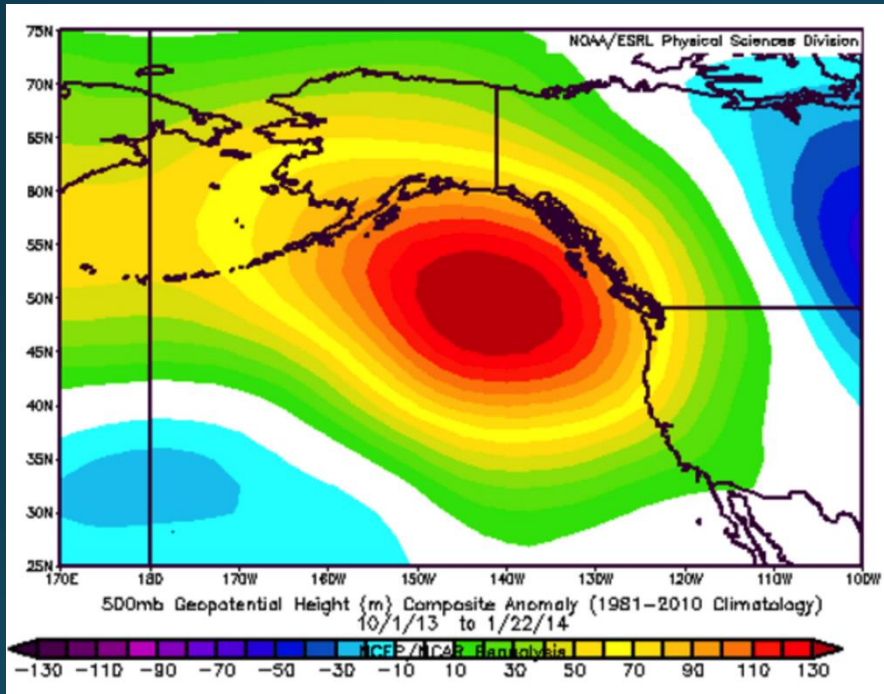 75N
NOAA/ESRL Physical Sciences Division
70N
65N
60N
55N
50N
45N
40N
35N
30N
25N
170E 180 170W 160W 150W 140W 130W 120W 110W 100W
500mb Geopotential Height {m} Composite Anomaly (1981-2010 Climatology)
10/1/13 to 1/22/14
NCEP/NCAR Reanalysis
-130 -110 -90 -70 -50 -30 -10 10 30 50 70 90 110 130